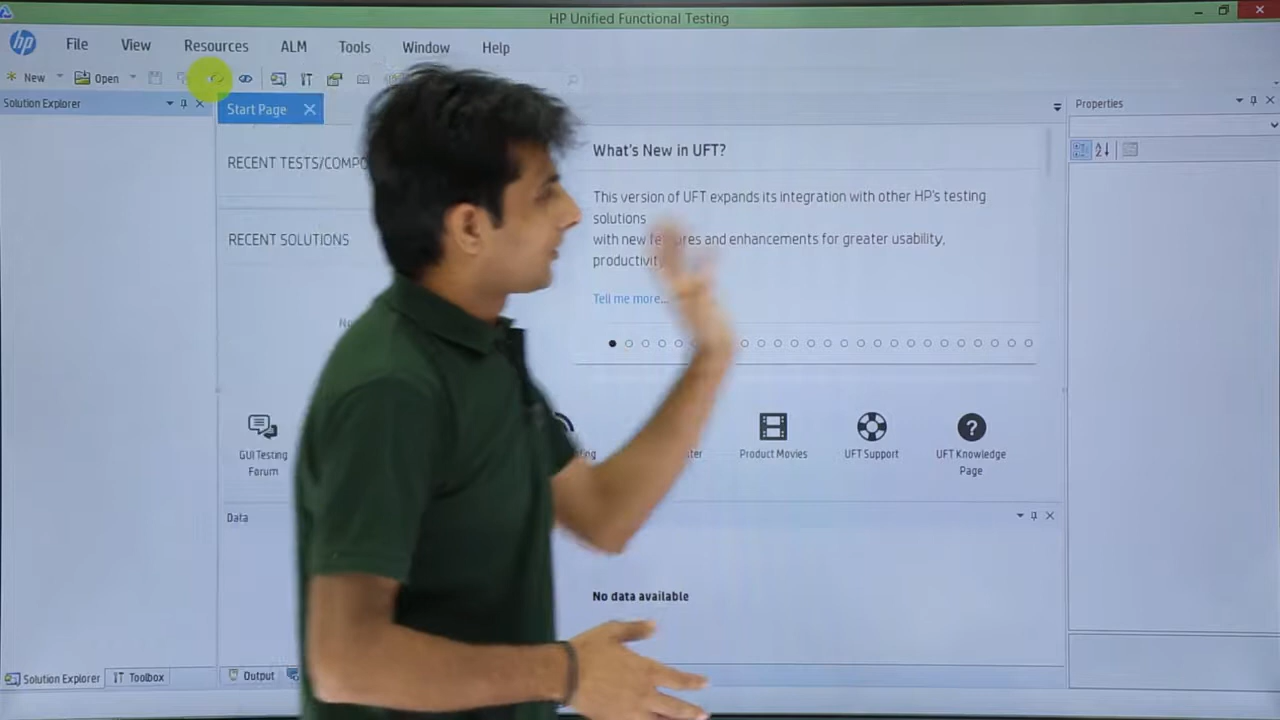 HP Unified Functional Testing
hp File View Resources ALM Tools Window Help
New Open
Solution Explorer
Start Page
Properties
RECENT TESTS/COMPO
RECENT SOLUTIONS
What's New in UFT?
This version of UFT expands its integration with other HP's testing
solutions
with new features and enhancements for greater usability,
productivity
Tell me more...
GUI Testing
Forum
Product Movies
UFT Support
UFT Knowledge
Page
Data
No data available
Solution Explorer Toolbox Output